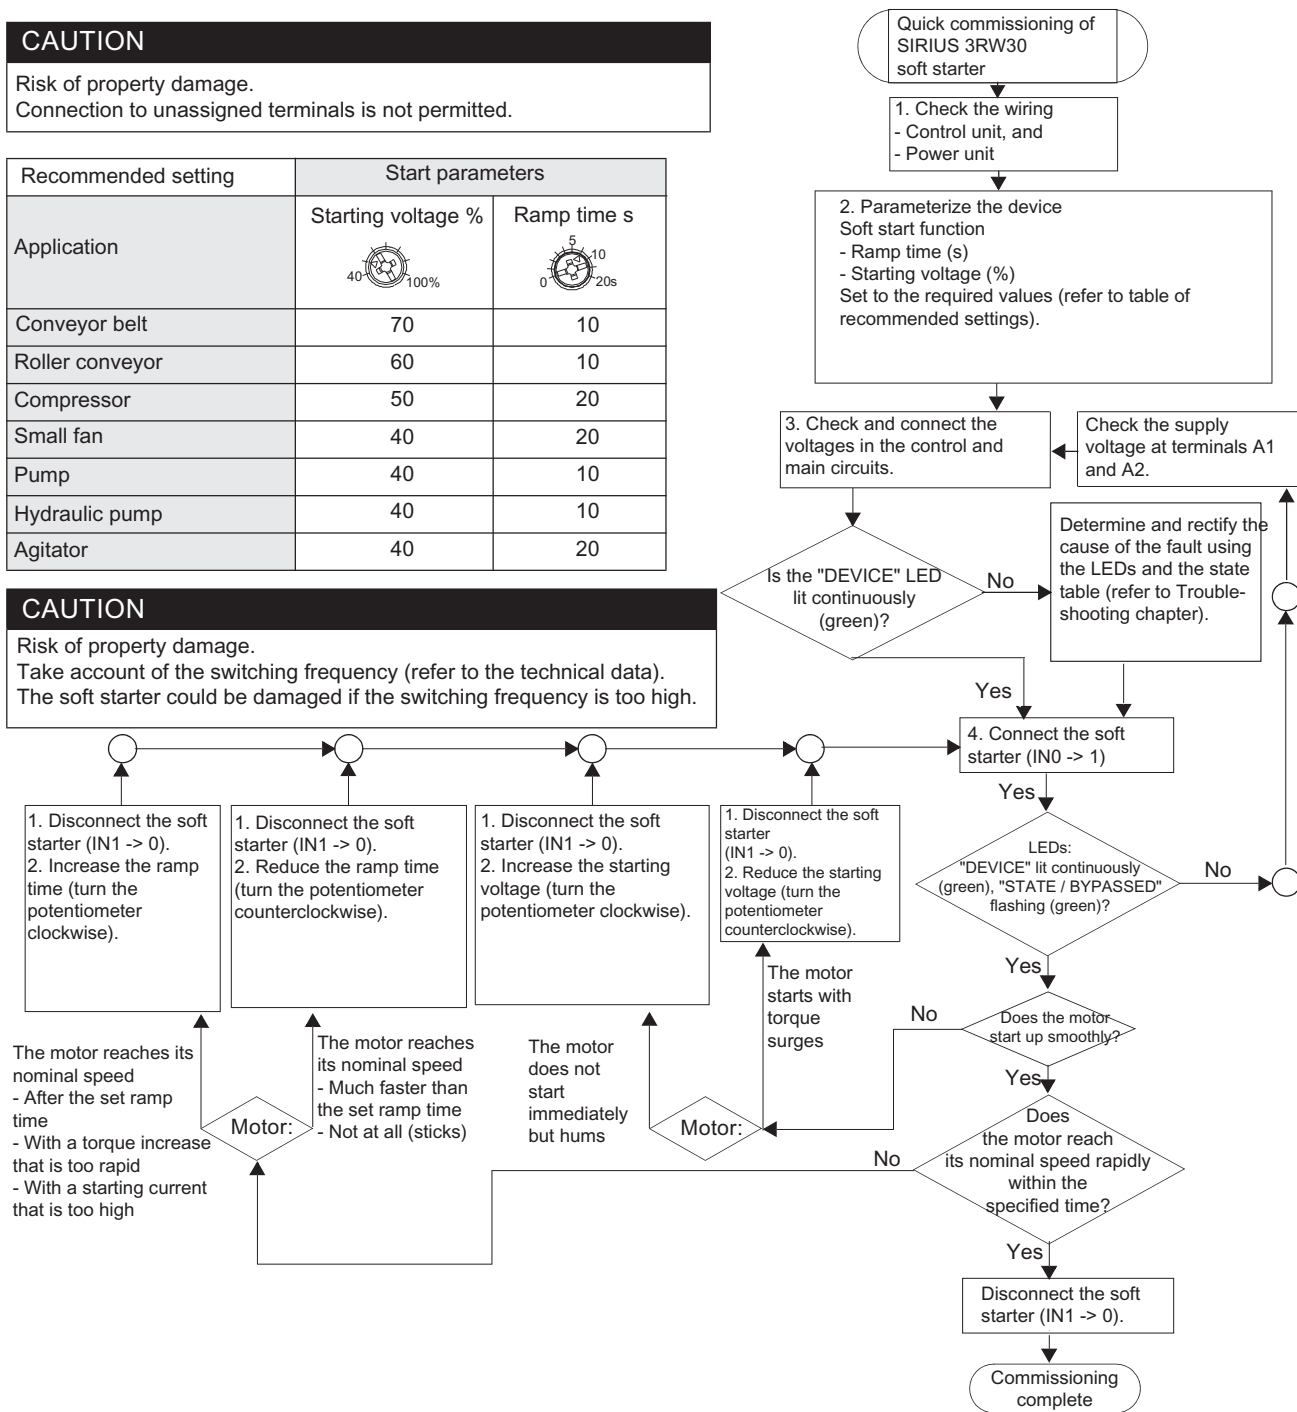 CAUTION
Risk of property damage.
Connection to unassigned terminals is not permitted.
Recommended setting
Start parameters
Application
Starting voltage %
Ramp time s
40
100%
0
5
10
20s
Conveyor belt
70
10
Roller conveyor
60
10
Compressor
50
20
Small fan
40
20
Pump
40
10
Hydraulic pump
40
10
Agitator
40
20
CAUTION
Risk of property damage.
Take account of the switching frequency (refer to the technical data).
The soft starter could be damaged if the switching frequency is too high.
Quick commissioning of
SIRIUS 3RW30
soft starter
1. Check the wiring
- Control unit, and
- Power unit
2. Parameterize the device
Soft start function
- Ramp time (s)
- Starting voltage (%)
Set to the required values (refer to table of
recommended settings).
3. Check and connect the
voltages in the control and
main circuits.
Check the supply
voltage at terminals A1
and A2.
Is the "DEVICE" LED
lit continuously
(green)?
No
Determine and rectify the
cause of the fault using
the LEDs and the state
table (refer to Trouble-
shooting chapter).
Yes
4. Connect the soft
starter (IN0 -> 1)
Yes
LEDs:
"DEVICE" lit continuously
(green), "STATE / BYPASSED"
flashing (green)?
No
Yes
Does the motor
start up smoothly?
No
Yes
Does
the motor reach
its nominal speed rapidly
within the
specified time?
No
Yes
Disconnect the soft
starter (IN1 -> 0).
Commissioning
complete
1. Disconnect the soft
starter (IN1 -> 0).
2. Increase the ramp
time (turn the
potentiometer
clockwise).
1. Disconnect the soft
starter (IN1 -> 0).
2. Reduce the ramp time
(turn the potentiometer
counterclockwise).
1. Disconnect the soft
starter (IN1 -> 0).
2. Increase the starting
voltage (turn the
potentiometer clockwise).
1. Disconnect the soft
starter
(IN1 -> 0).
2. Reduce the starting
voltage (turn the
potentiometer
counterclockwise).
The motor reaches its
nominal speed
- After the set ramp
time
- With a torque increase
that is too rapid
- With a starting current
that is too high
Motor:
The motor reaches
its nominal speed
- Much faster than
the set ramp time
- Not at all (sticks)
The motor
does not
start
immediately
but hums
Motor:
The motor
starts with
torque
surges